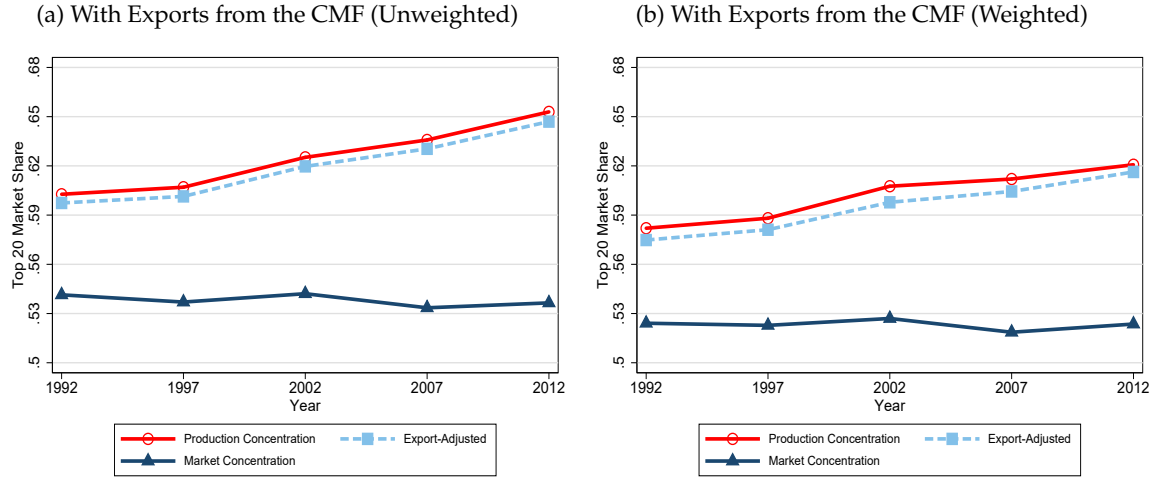 (a) With Exports from the CMF (Unweighted)
Top 20 Market Share
.68
.65
.62
.59
.56
.53
.5
1992 1997 2002 2007 2012
Year
Production Concentration Export-Adjusted
Market Concentration
(b) With Exports from the CMF (Weighted)
Top 20 Market Share
.68
.65
.62
.59
.56
.53
.5
1992 1997 2002 2007 2012
Year
Production Concentration Export-Adjusted
Market Concentration